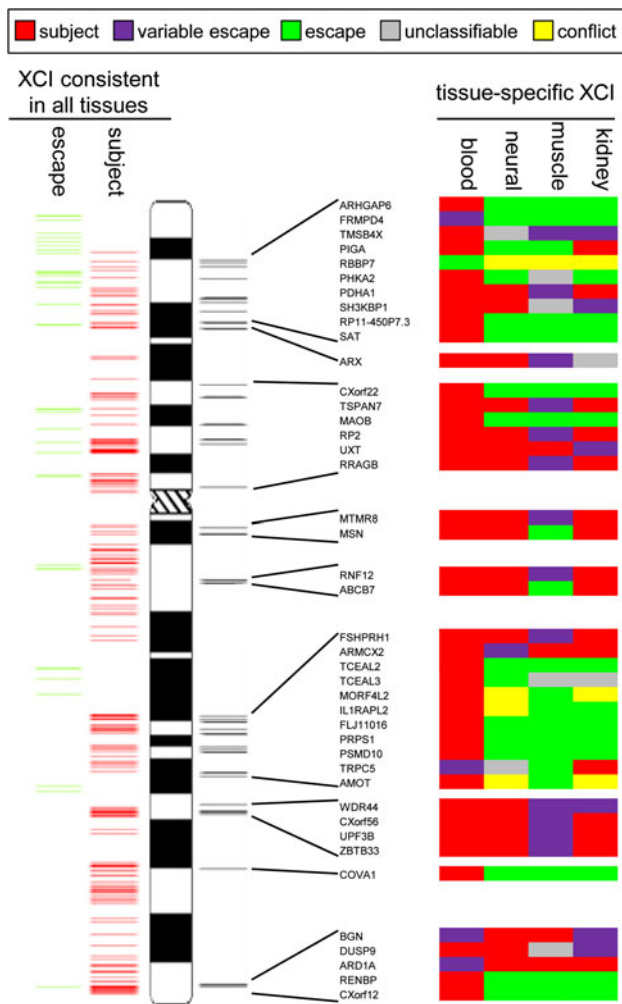 subject variable escape escape unclassifiable conflict
XCI consistent
in all tissues
tissue-specific XCI
escape
subject
blood
neural
muscle
kidney
ARHGAP6
FRMPD4
TMSB4X
PIGA
RBBP7
PHKA2
PDHA1
SH3KBP1
RP11-450P7.3
SAT
ARX
CXorf22
TSPAN7
MAOB
RP2
UXT
RRAGB
MTMR8
MSN
RNF12
ABCB7
FSHPRH1
ARMCX2
TCEAL2
TCEAL3
MORF4L2
IL1RAPL2
FLJ11016
PRPS1
PSMD10
TRPC5
AMOT
WDR44
CXorf56
UPF3B
ZBTB33
COVA1
BGN
DUSP9
ARD1A
RENBP
CXorf12